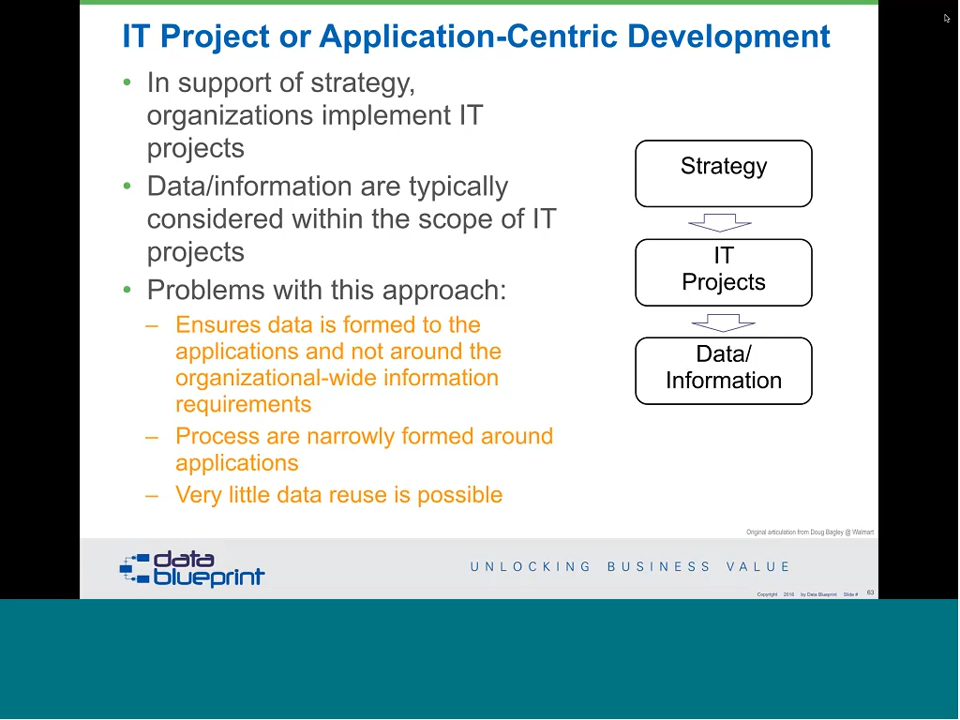 IT Project or Application-Centric Development
• In support of strategy,
organizations implement IT
projects
• Data/information are typically
considered within the scope of IT
projects
• Problems with this approach:
– Ensures data is formed to the
applications and not around the
organizational-wide information
requirements
– Process are narrowly formed around
applications
– Very little data reuse is possible
Strategy
IT
Projects
Data/
Information
Original articulation from Doug Bagley @ Walmart
data
blueprint
UNLOCKING BUSINESS VALUE
Copyright 2016 by Data Blueprint Slide # 63